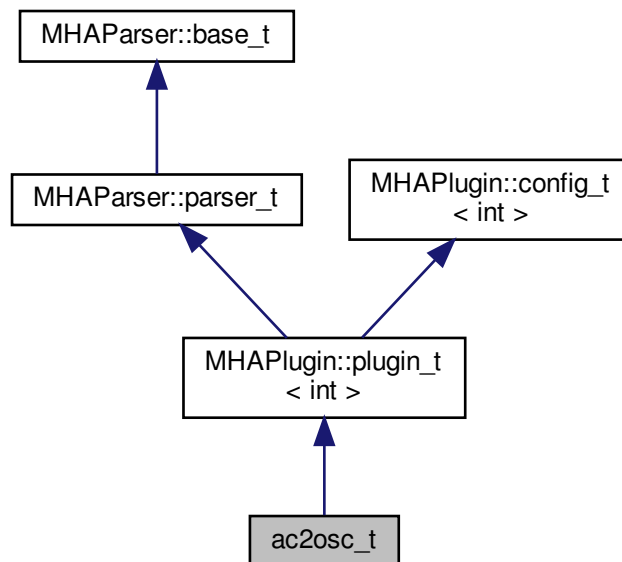 MHAParser::base_t
MHAParser::parser_t
MHAPlugin::config_t
< int >
MHAPlugin::plugin_t
< int >
ac2osc_t